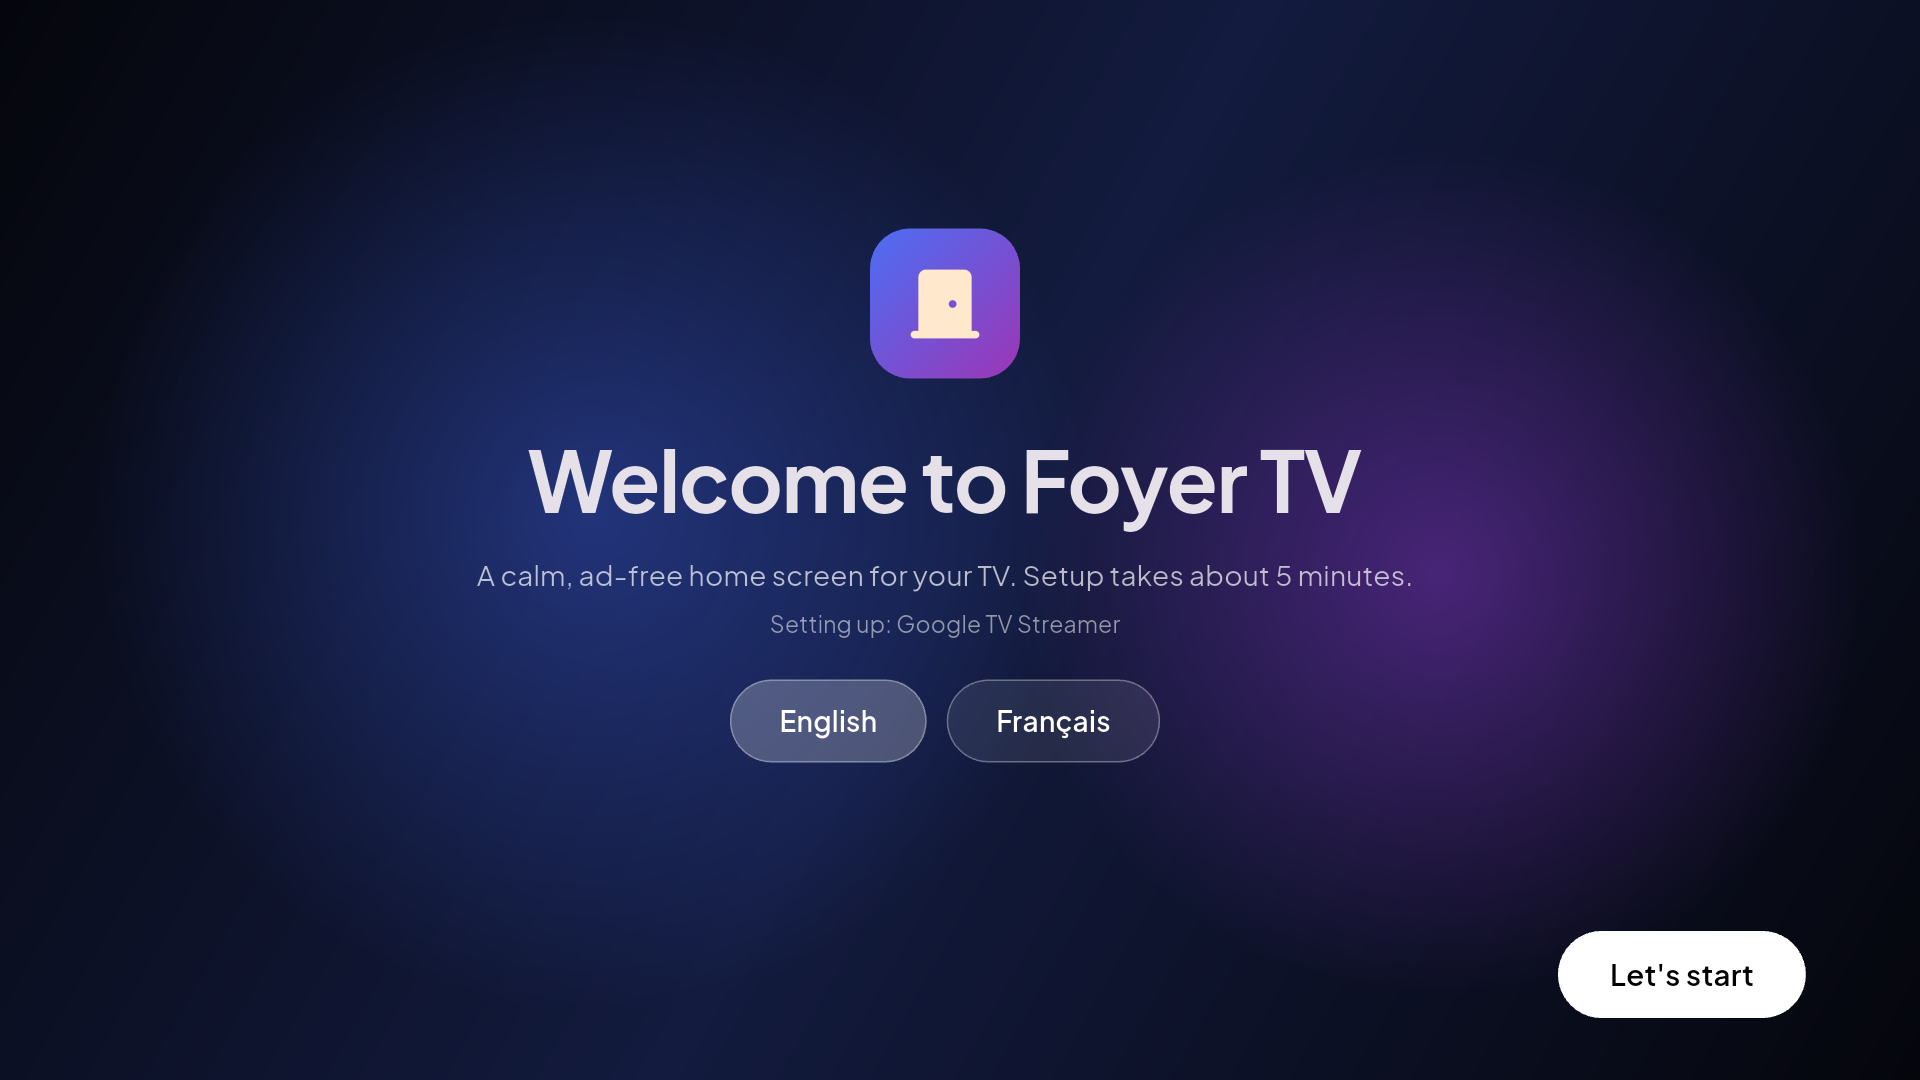 Welcome to Foyer TV
A calm, ad-free home screen for your TV. Setup takes about 5 minutes.
Setting up: Google TV Streamer
English
Français
Let's start